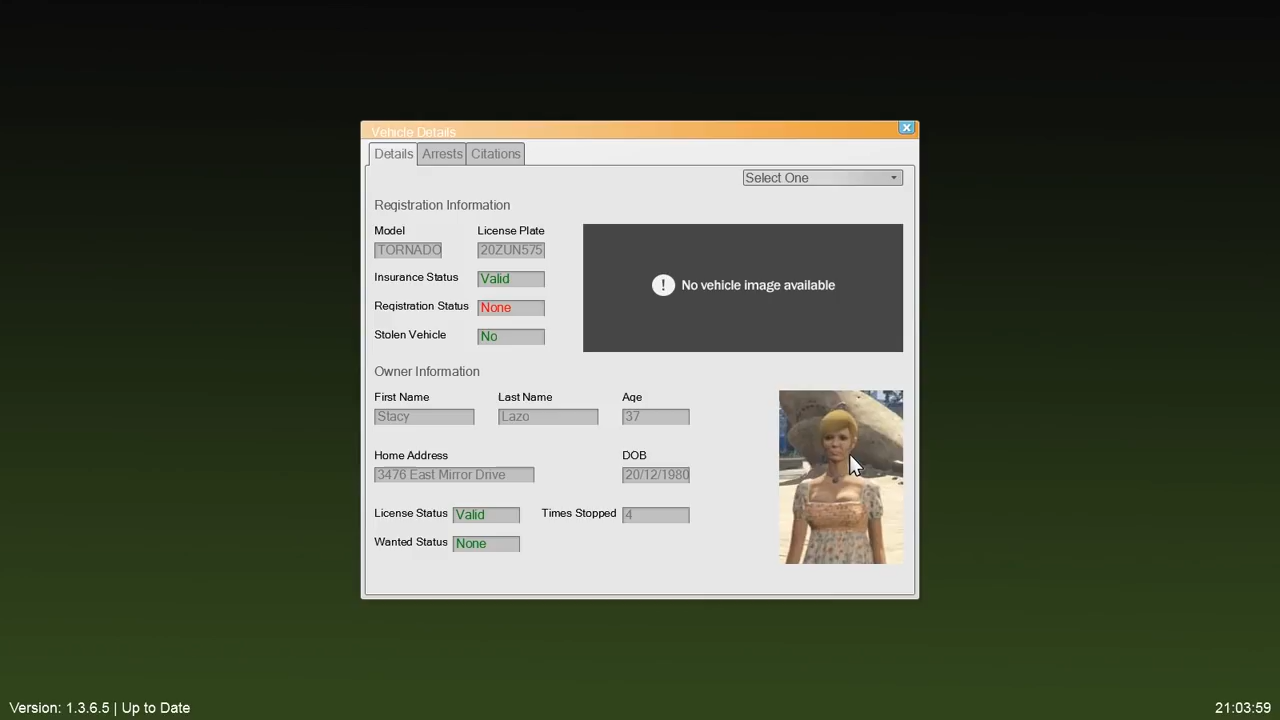 Vehicle Details
Details Arrests Citations
Select One
Registration Information
Model License Plate
TORNADO 20ZUN575
! No vehicle image available
Insurance Status Valid
Registration Status None
Stolen Vehicle No
Owner Information
First Name Last Name Age
Stacy Lazo 37
Home Address DOB
3476 East Mirror Drive 20/12/1980
License Status Valid Times Stopped 4
Wanted Status None
Version: 1.3.6.5 | Up to Date 21:03:59